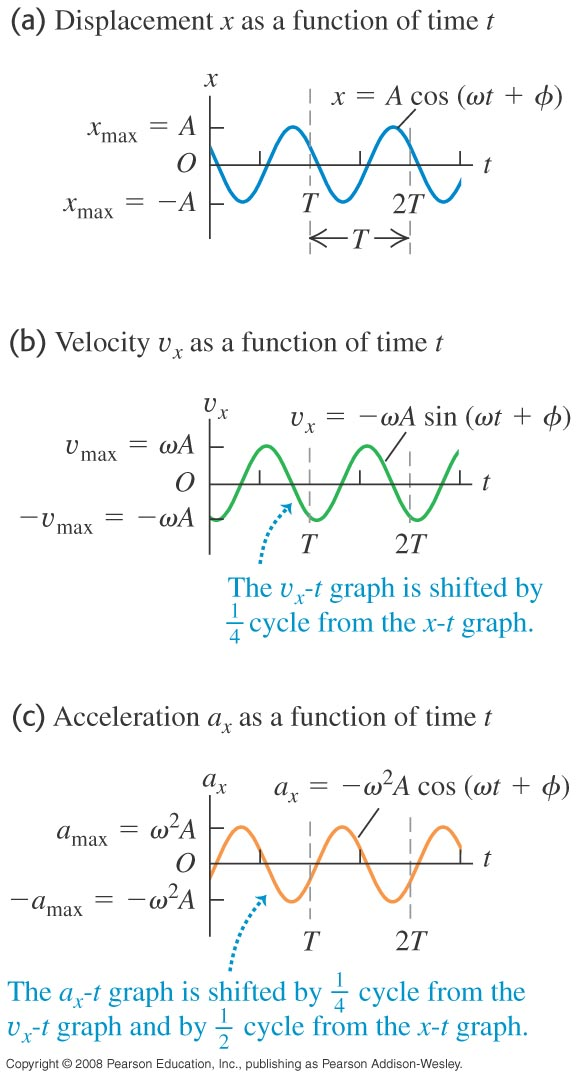 (a) Displacement x as a function of time t
x
x = A cos (ωt + ϕ)
xmax = A
O
t
xmax = −A
T
2T
T
(b) Velocity vx as a function of time t
vx
vx = −ωA sin (ωt + ϕ)
vmax = ωA
O
t
−vmax = −ωA
T
2T
The vx-t graph is shifted by
1/4 cycle from the x-t graph.
(c) Acceleration ax as a function of time t
ax
ax = −ω²A cos (ωt + ϕ)
amax = ω²A
O
t
−amax = −ω²A
T
2T
The ax-t graph is shifted by 1/4 cycle from the
vx-t graph and by 1/2 cycle from the x-t graph.
Copyright © 2008 Pearson Education, Inc., publishing as Pearson Addison-Wesley.